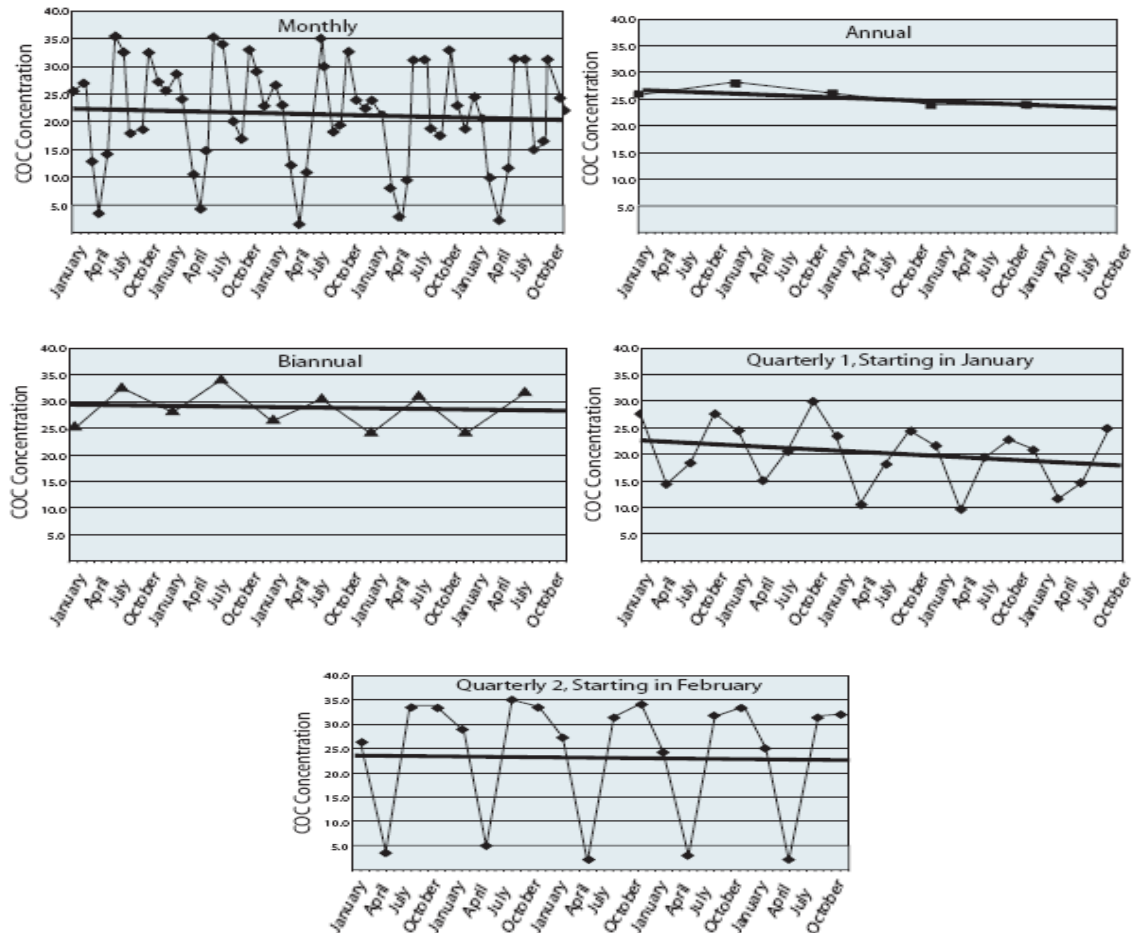 Monthly
COC Concentration
40.0
35.0
30.0
25.0
20.0
15.0
10.0
5.0
January
April
July
October
January
April
July
October
January
April
July
October
January
April
July
October
January
April
July
October
Annual
COC Concentration
40.0
35.0
30.0
25.0
20.0
15.0
10.0
5.0
January
April
July
October
January
April
July
October
January
April
July
October
January
April
July
October
January
April
July
October
Biannual
COC Concentration
40.0
35.0
30.0
25.0
20.0
15.0
10.0
5.0
January
April
July
October
January
April
July
October
January
April
July
October
January
April
July
October
January
April
July
October
Quarterly 1, Starting in January
COC Concentration
40.0
35.0
30.0
25.0
20.0
15.0
10.0
5.0
January
April
July
October
January
April
July
October
January
April
July
October
January
April
July
October
January
April
July
October
Quarterly 2, Starting in February
COC Concentration
40.0
35.0
30.0
25.0
20.0
15.0
10.0
5.0
January
April
July
October
January
April
July
October
January
April
July
October
January
April
July
October
January
April
July
October